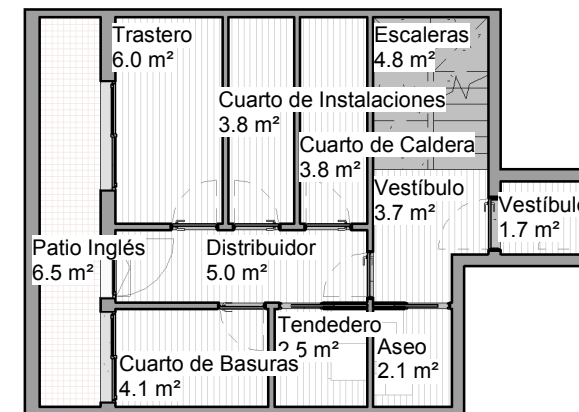 Trastero
6.0 m²
Escaleras
4.8 m²
Cuarto de Instalaciones
3.8 m²
Cuarto de Caldera
3.8 m²
Vestíbulo
3.7 m²
Vestíbulo
1.7 m²
Patio Inglés
6.5 m²
Distribuidor
5.0 m²
Tendedero
2.5 m²
Aseo
2.1 m²
Cuarto de Basuras
4.1 m²